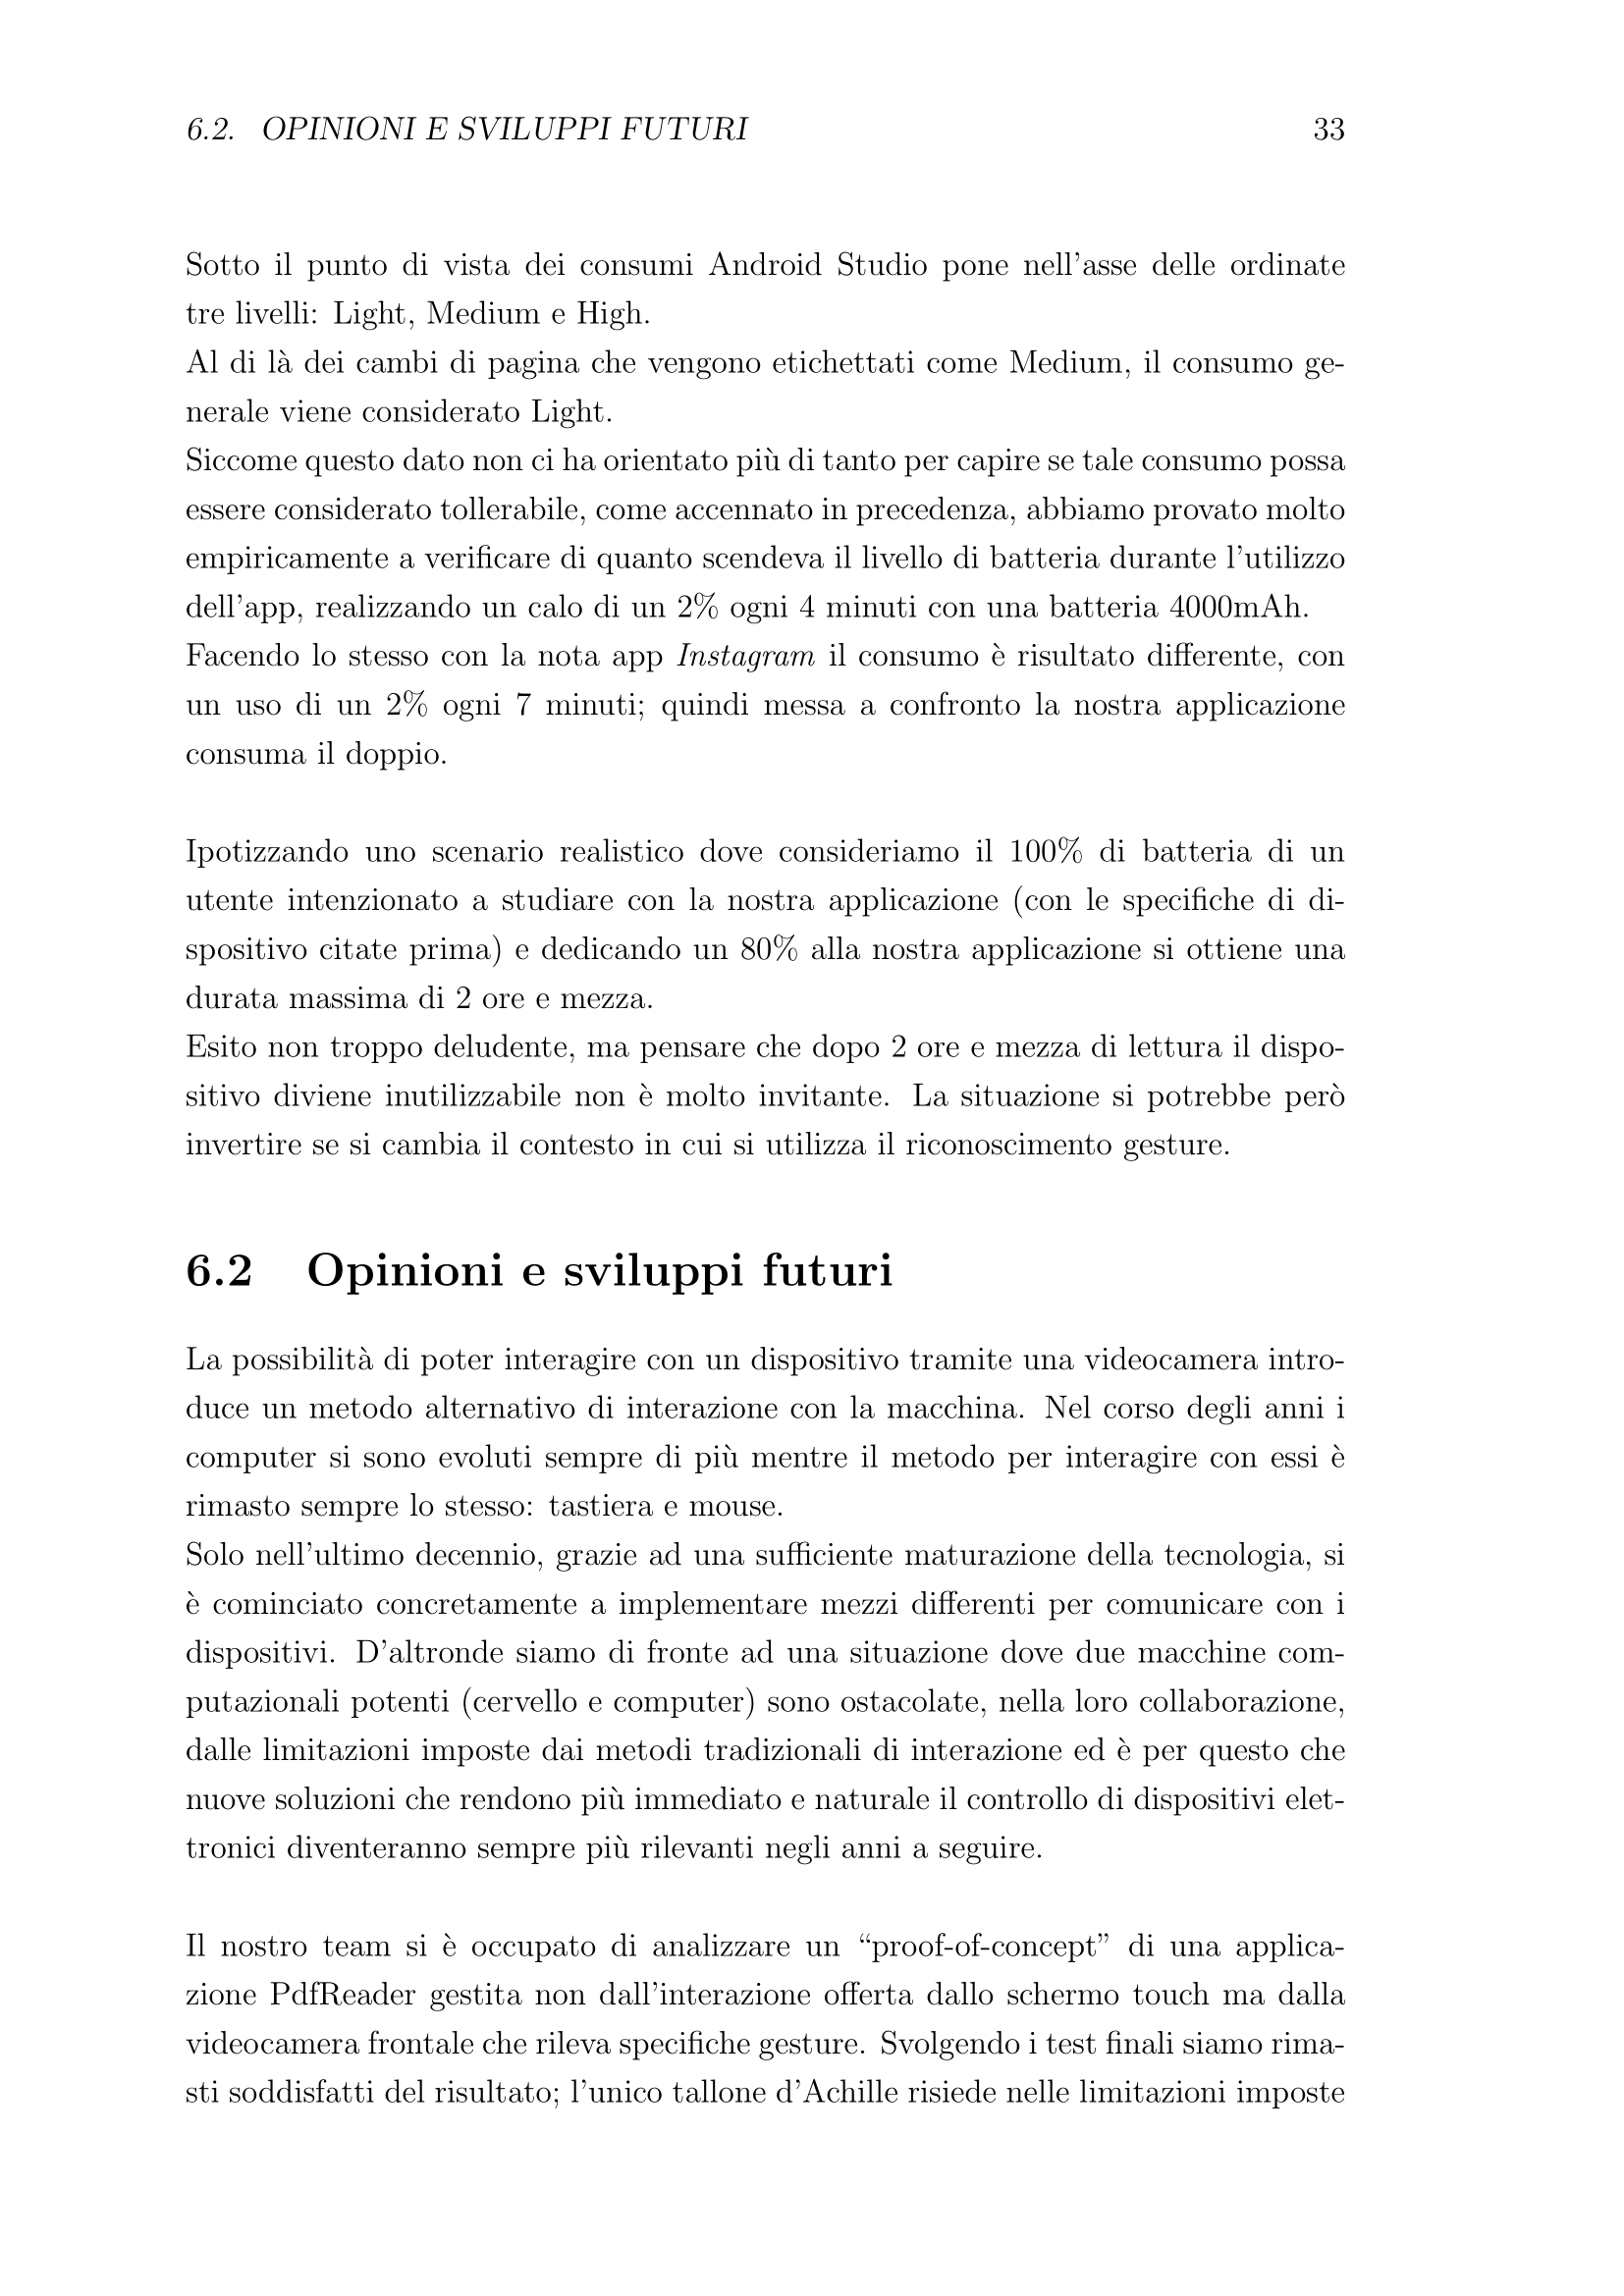 6.2. OPINIONI E SVILUPPI FUTURI 33
Sotto il punto di vista dei consumi Android Studio pone nell'asse delle ordinate
tre livelli: Light, Medium e High.
Al di là dei cambi di pagina che vengono etichettati come Medium, il consumo ge-
nerale viene considerato Light.
Siccome questo dato non ci ha orientato più di tanto per capire se tale consumo possa
essere considerato tollerabile, come accennato in precedenza, abbiamo provato molto
empiricamente a verificare di quanto scendeva il livello di batteria durante l'utilizzo
dell'app, realizzando un calo di un 2% ogni 4 minuti con una batteria 4000mAh.
Facendo lo stesso con la nota app Instagram il consumo è risultato differente, con
un uso di un 2% ogni 7 minuti; quindi messa a confronto la nostra applicazione
consuma il doppio.
Ipotizzando uno scenario realistico dove consideriamo il 100% di batteria di un
utente intenzionato a studiare con la nostra applicazione (con le specifiche di di-
spositivo citate prima) e dedicando un 80% alla nostra applicazione si ottiene una
durata massima di 2 ore e mezza.
Esito non troppo deludente, ma pensare che dopo 2 ore e mezza di lettura il dispo-
sitivo diviene inutilizzabile non è molto invitante. La situazione si potrebbe però
invertire se si cambia il contesto in cui si utilizza il riconoscimento gesture.
6.2 Opinioni e sviluppi futuri
La possibilità di poter interagire con un dispositivo tramite una videocamera intro-
duce un metodo alternativo di interazione con la macchina. Nel corso degli anni i
computer si sono evoluti sempre di più mentre il metodo per interagire con essi è
rimasto sempre lo stesso: tastiera e mouse.
Solo nell'ultimo decennio, grazie ad una sufficiente maturazione della tecnologia, si
è cominciato concretamente a implementare mezzi differenti per comunicare con i
dispositivi. D'altronde siamo di fronte ad una situazione dove due macchine com-
putazionali potenti (cervello e computer) sono ostacolate, nella loro collaborazione,
dalle limitazioni imposte dai metodi tradizionali di interazione ed è per questo che
nuove soluzioni che rendono più immediato e naturale il controllo di dispositivi elet-
tronici diventeranno sempre più rilevanti negli anni a seguire.
Il nostro team si è occupato di analizzare un “proof-of-concept” di una applica-
zione PdfReader gestita non dall'interazione offerta dallo schermo touch ma dalla
videocamera frontale che rileva specifiche gesture. Svolgendo i test finali siamo rima-
sti soddisfatti del risultato; l'unico tallone d'Achille risiede nelle limitazioni imposte